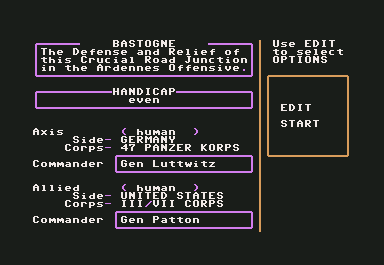 BASTOGNE
The Defense and Relief of
this Crucial Road Junction
in the Ardennes Offensive.
HANDICAP
even
Axis ( human )
Side- GERMANY
Corps- 47 PANZER KORPS
Commander Gen Luttwitz
Allied ( human )
Side- UNITED STATES
Corps- III/VII CORPS
Commander Gen Patton
Use EDIT
to select
OPTIONS
EDIT
START